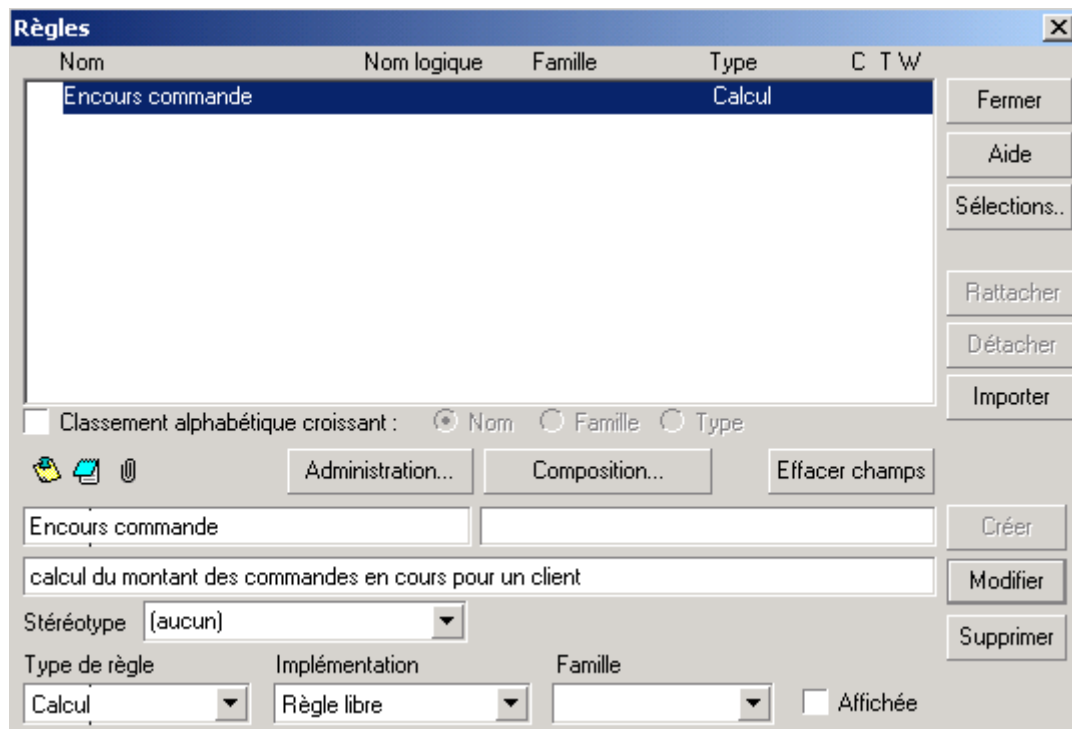 Règles
Nom Nom logique Famille Type C T W
Encours commande Calcul
Fermer
Aide
Sélections..
Rattacher
Détacher
Importer
Classement alphabétique croissant : Nom Famille Type
Administration... Composition... Effacer champs
Encours commande
Créer
calcul du montant des commandes en cours pour un client
Modifier
Stéréotype (aucun)
Supprimer
Type de règle Implémentation Famille
Calcul Règle libre Affichée